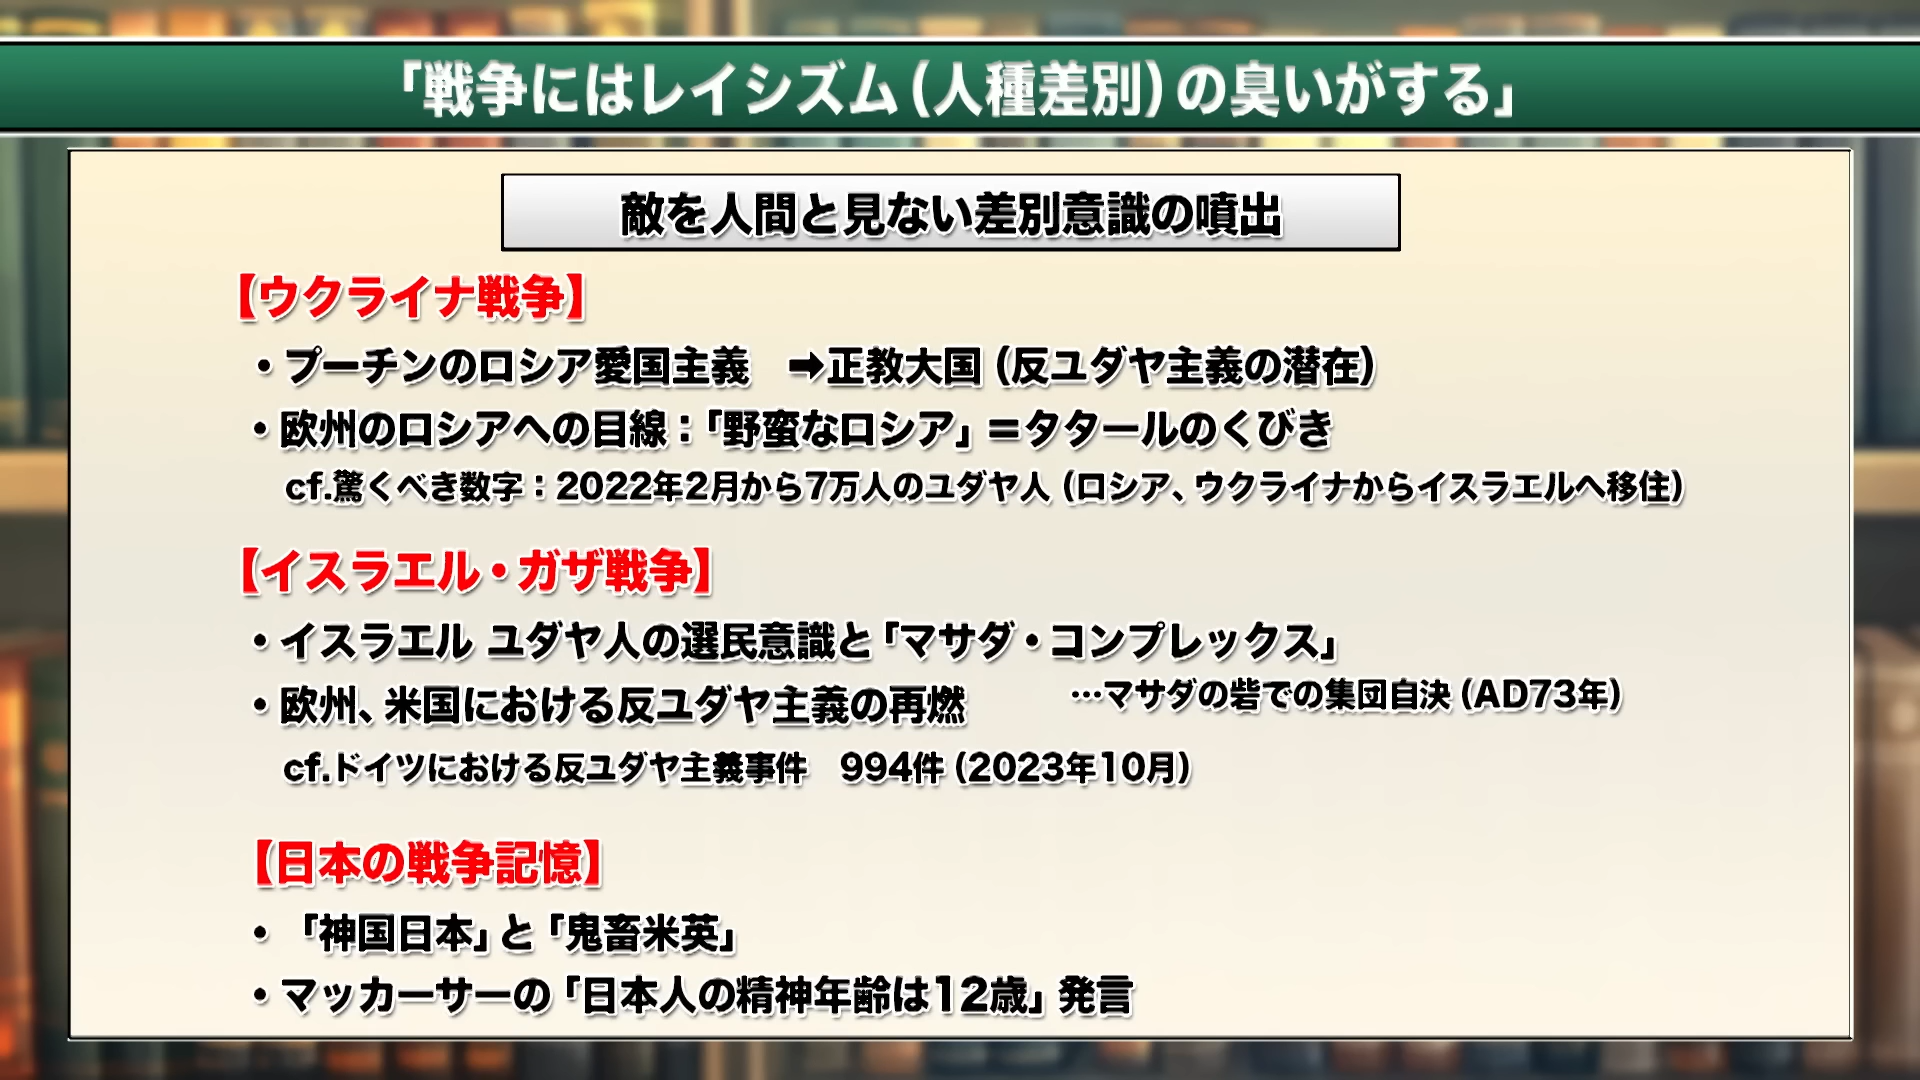 「戦争にはレイシズム(人種差別)の臭いがする」
敵を人間と見ない差別意識の噴出
【ウクライナ戦争】
・プーチンのロシア愛国主義　➡正教大国(反ユダヤ主義の潜在)
・欧州のロシアへの目線：「野蛮なロシア」＝タタールのくびき
cf.驚くべき数字：2022年2月から7万人のユダヤ人(ロシア、ウクライナからイスラエルへ移住)
【イスラエル・ガザ戦争】
・イスラエル ユダヤ人の選民意識と「マサダ・コンプレックス」
…マサダの砦での集団自決(AD73年)
・欧州、米国における反ユダヤ主義の再燃
cf.ドイツにおける反ユダヤ主義事件　994件(2023年10月)
【日本の戦争記憶】
・「神国日本」と「鬼畜米英」
・マッカーサーの「日本人の精神年齢は12歳」発言